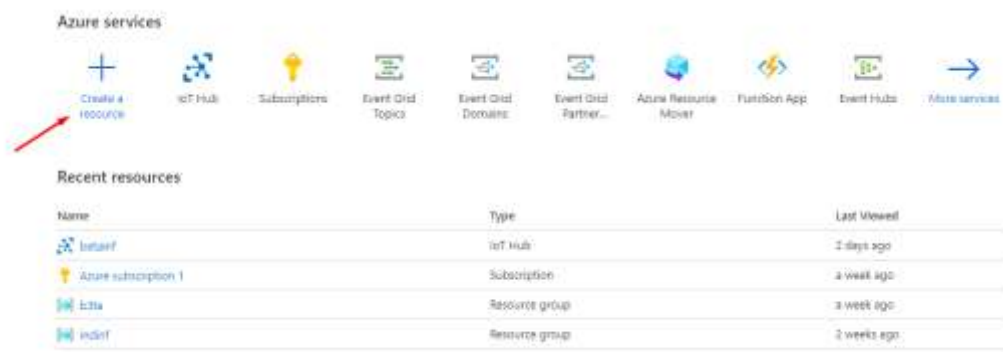 Azure services
Create a resource
IoT Hub
Subscriptions
Event Grid Topics
Event Grid Domains
Event Grid Partner...
Azure Resource Mover
Function App
Event Hubs
More services
Recent resources
Name Type Last Viewed
betainf IoT Hub 2 days ago
Azure subscription 1 Subscription a week ago
Resource group a week ago
indinf Resource group 2 weeks ago